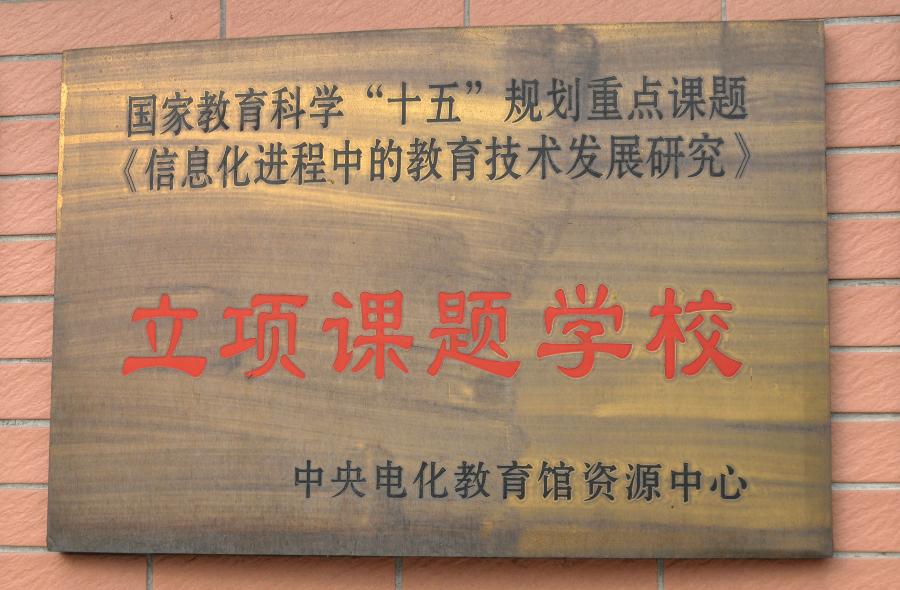 国家教育科学“十五”规划重点课题
《信息化进程中的教育技术发展研究》
立项课题学校
中央电化教育馆资源中心